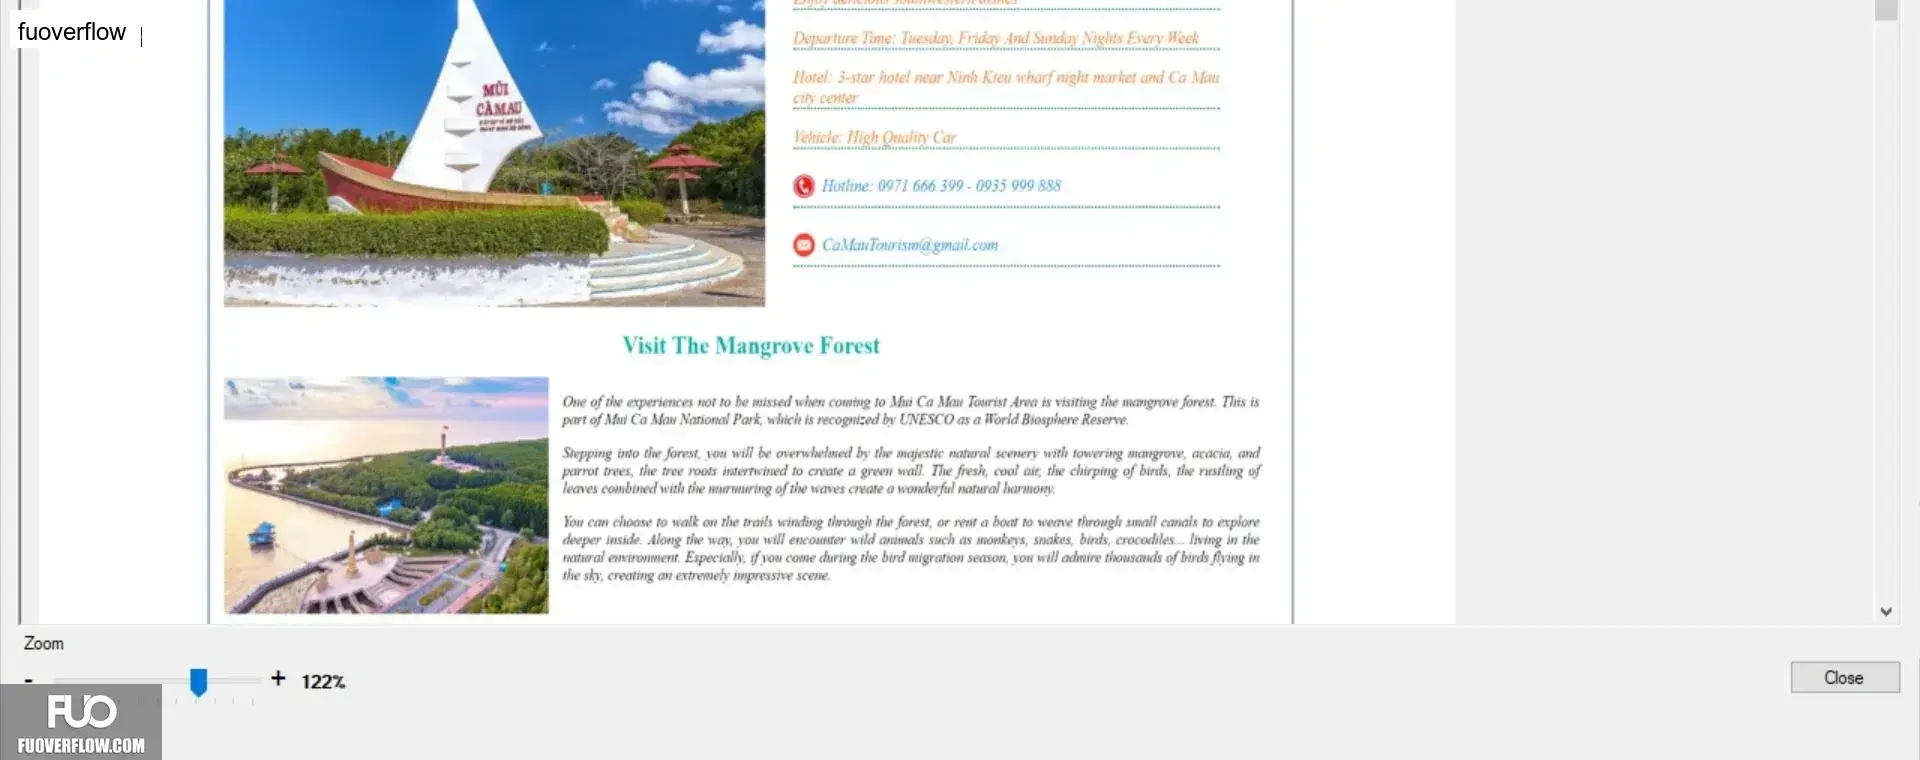 fuoverflow
Enjoy delicious southwestern dishes
Departure Time: Tuesday, Friday And Sunday Nights Every Week
Hotel: 3-star hotel near Ninh Kieu wharf night market and Ca Mau
city center
Vehicle: High Quality Car
Hotline: 0971 666 399 - 0935 999 888
CaMauTourism@gmail.com
MŨI
CÀMAU
Visit The Mangrove Forest
One of the experiences not to be missed when coming to Mui Ca Mau Tourist Area is visiting the mangrove forest. This is
part of Mui Ca Mau National Park, which is recognized by UNESCO as a World Biosphere Reserve.
Stepping into the forest, you will be overwhelmed by the majestic natural scenery with towering mangrove, acacia, and
parrot trees, the tree roots intertwined to create a green wall. The fresh, cool air, the chirping of birds, the rustling of
leaves combined with the murmuring of the waves create a wonderful natural harmony.
You can choose to walk on the trails winding through the forest, or rent a boat to weave through small canals to explore
deeper inside. Along the way, you will encounter wild animals such as monkeys, snakes, birds, crocodiles... living in the
natural environment. Especially, if you come during the bird migration season, you will admire thousands of birds flying in
the sky, creating an extremely impressive scene.
Zoom
- + 122%
Close
FUO
FUOVERFLOW.COM